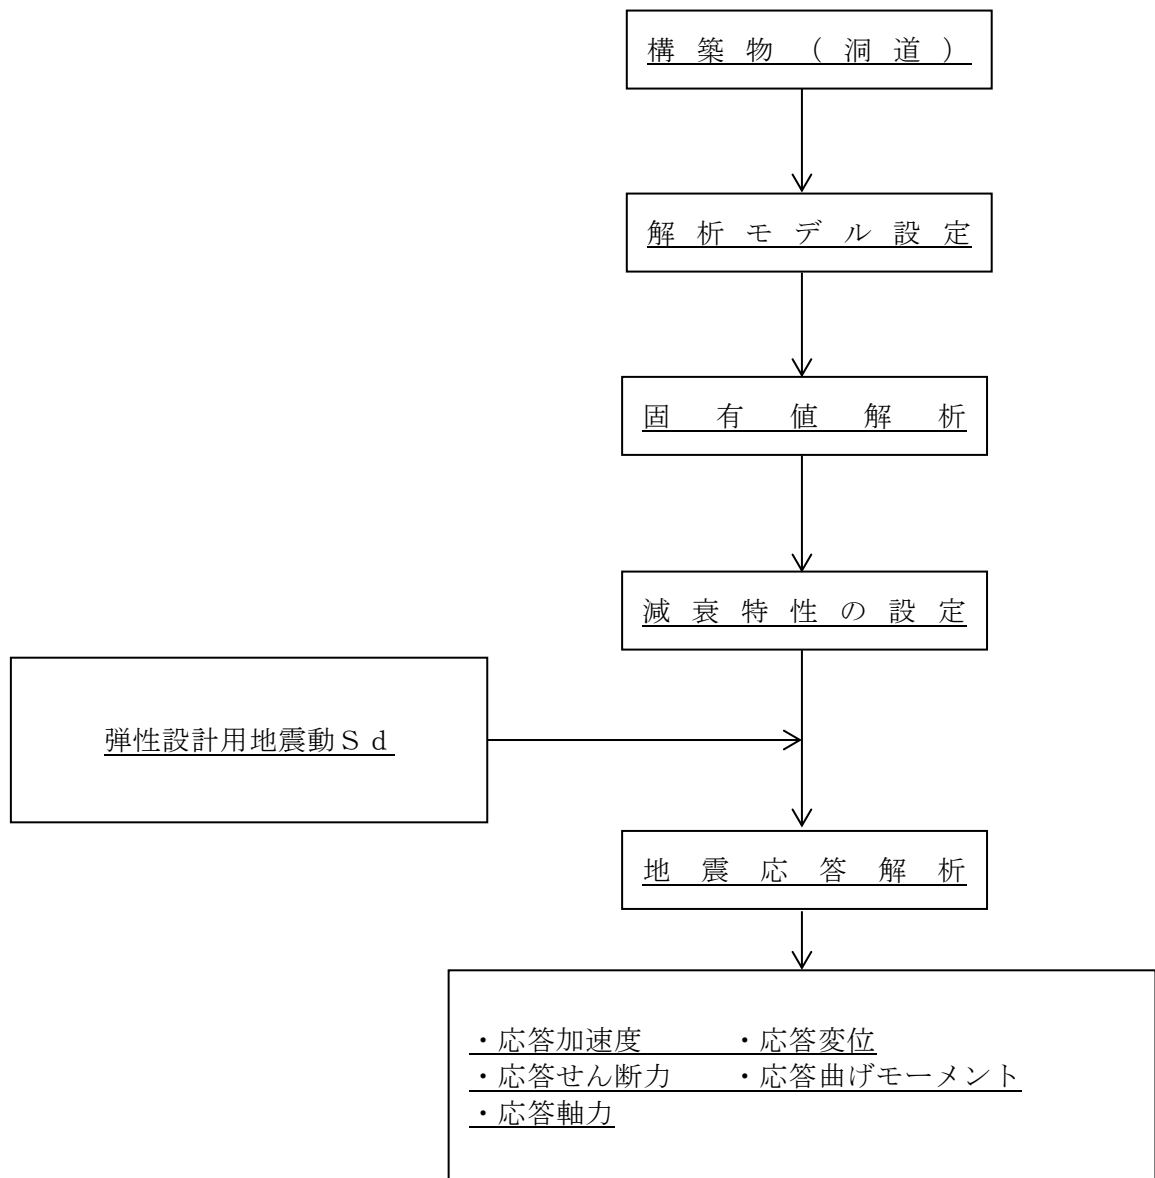 構築物(洞道)
解析モデル設定
固有値解析
減衰特性の設定
弾性設計用地震動Sd
地震応答解析
・応答加速度 ・応答変位
・応答せん断力 ・応答曲げモーメント
・応答軸力